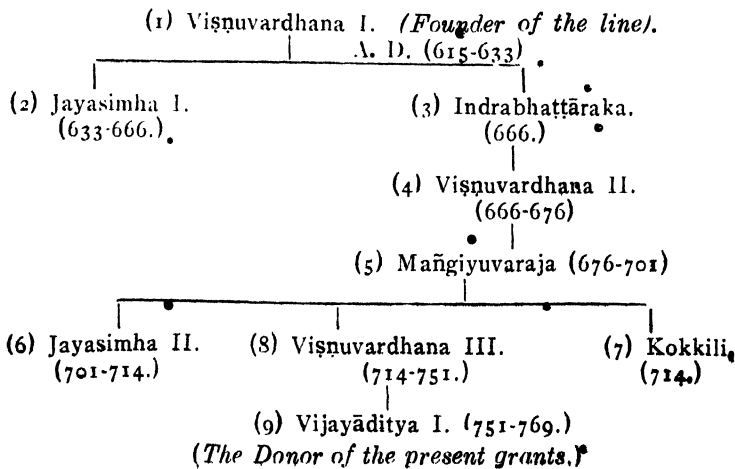 (1) Viṣṇuvardhana I. (Founder of the line).
A. D. (615-633)
(2) Jayasimha I. (3) Indrabhaṭṭāraka.
(633-666.) (666.)
(4) Viṣṇuvardhana II.
(666-676)
(5) Mañgiyuvaraja (676-701)
(6) Jayasimha II. (8) Viṣṇuvardhana III. (7) Kokkili.
(701-714.) (714-751.) (714.)
(9) Vijayāditya I. (751-769.)
(The Donor of the present grants.)